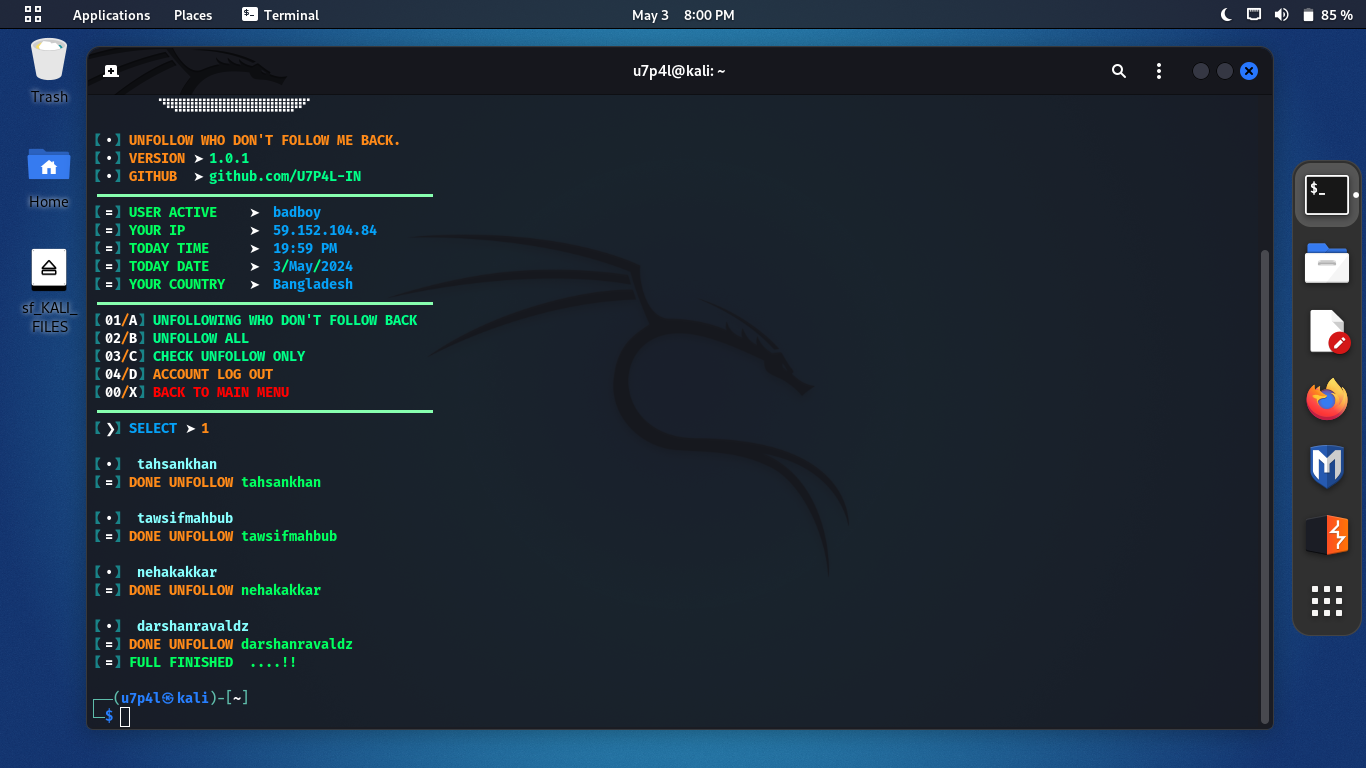 Applications Places Terminal May 3 8:00 PM 85 %
Trash
Home
sf_KALI_
FILES
u7p4l@kali: ~
[•] UNFOLLOW WHO DON'T FOLLOW ME BACK.
[•] VERSION ➤ 1.0.1
[•] GITHUB ➤ github.com/U7P4L-IN
[=] USER ACTIVE ➤ badboy
[=] YOUR IP ➤ 59.152.104.84
[=] TODAY TIME ➤ 19:59 PM
[=] TODAY DATE ➤ 3/May/2024
[=] YOUR COUNTRY ➤ Bangladesh
[01/A] UNFOLLOWING WHO DON'T FOLLOW BACK
[02/B] UNFOLLOW ALL
[03/C] CHECK UNFOLLOW ONLY
[04/D] ACCOUNT LOG OUT
[00/X] BACK TO MAIN MENU
[❯] SELECT ➤ 1
[•] tahsankhan
[=] DONE UNFOLLOW tahsankhan
[•] tawsifmahbub
[=] DONE UNFOLLOW tawsifmahbub
[•] nehakakkar
[=] DONE UNFOLLOW nehakakkar
[•] darshanravaldz
[=] DONE UNFOLLOW darshanravaldz
[=] FULL FINISHED ....!!
┌──(u7p4l㉿kali)-[~]
└─$